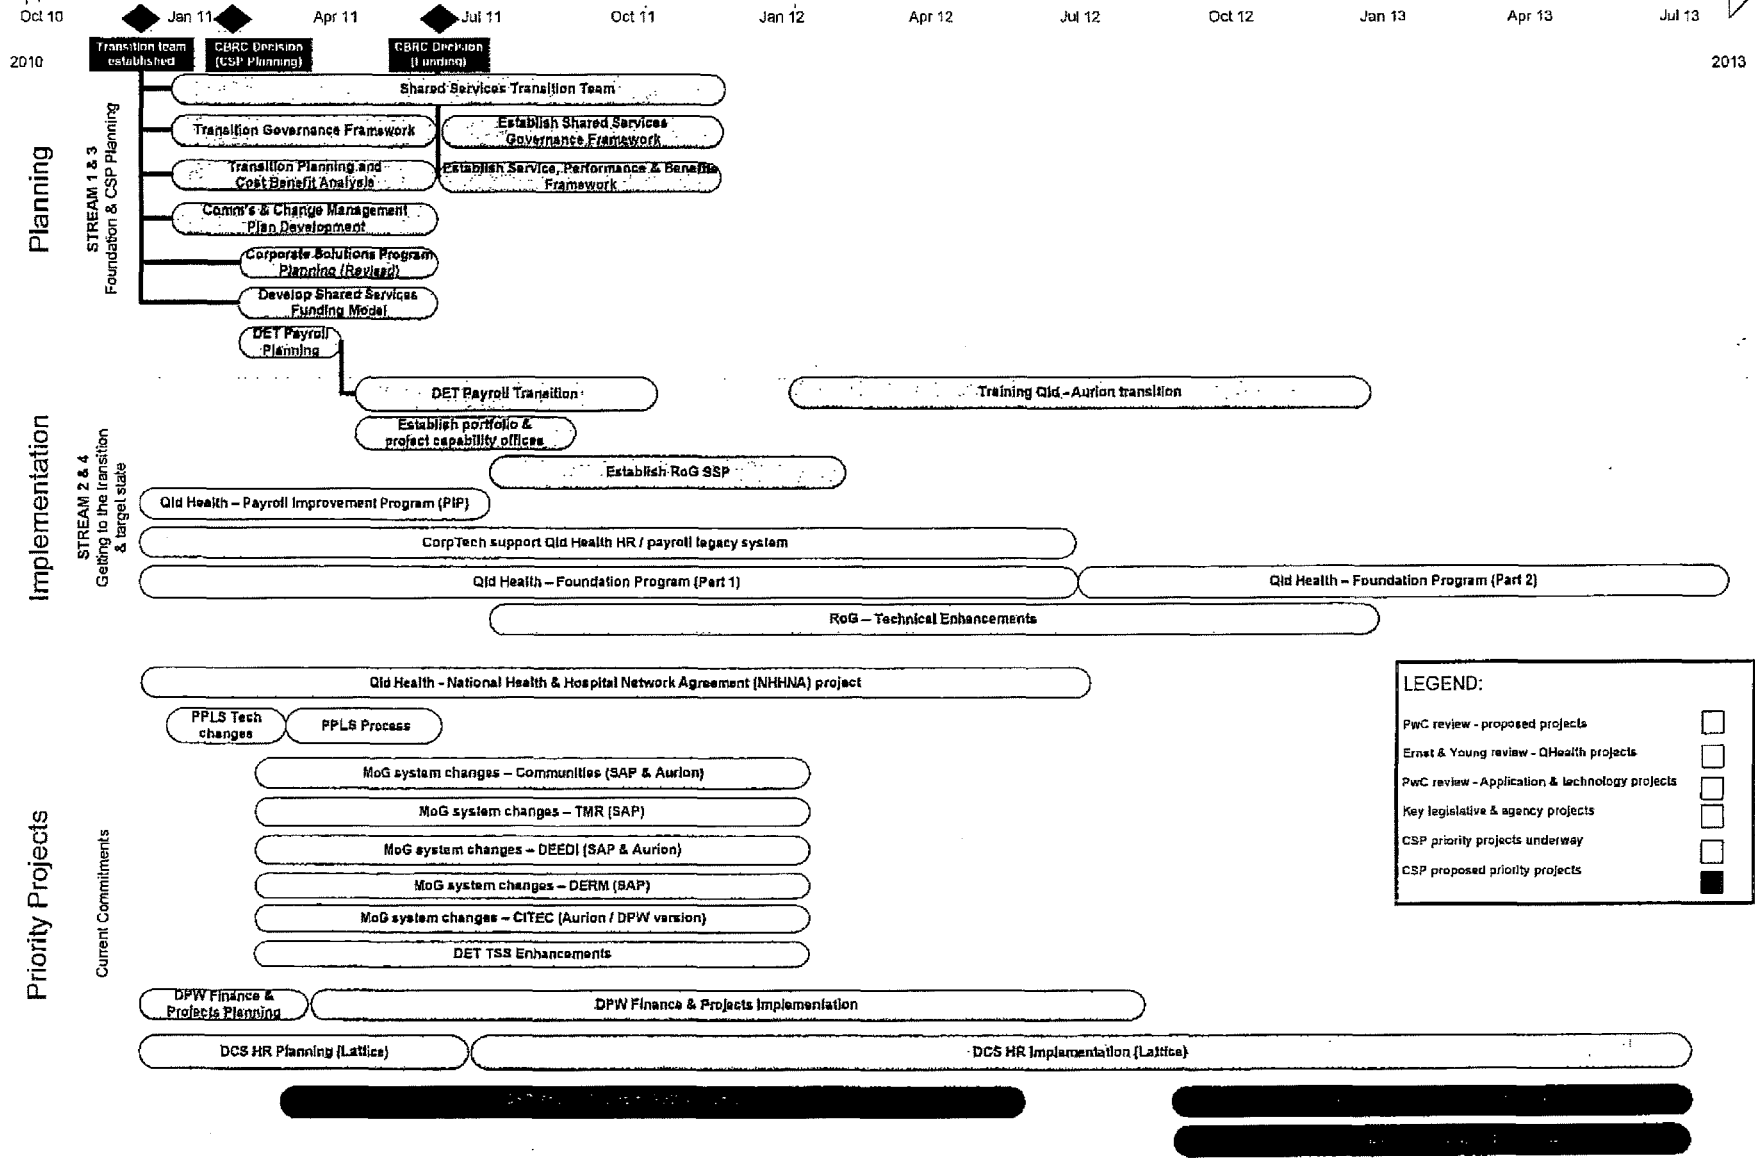 Oct 10
Jan 11
Apr 11
Jul 11
Oct 11
Jan 12
Apr 12
Jul 12
Oct 12
Jan 13
Apr 13
Jul 13
2010
2013
Transition team
established
CBRC Decision
(CSP Planning)
CBRC Decision
(Funding)
Planning
STREAM 1 & 3
Foundation & CSP Planning
Shared Services Transition Team
Transition Governance Framework
Establish Shared Services
Governance Framework
Transition Planning and
Cost Benefit Analysis
Establish Service, Performance & Benefits
Framework
Comm's & Change Management
Plan Development
Corporate Solutions Program
Planning (Revised)
Develop Shared Services
Funding Model
DET Payroll
Planning
Implementation
STREAM 2 & 4
Getting to the transition
& target state
DET Payroll Transition
Training Qld - Aurion transition
Establish portfolio &
project capability offices
Establish RoG SSP
Qld Health – Payroll Improvement Program (PIP)
CorpTech support Qld Health HR / payroll legacy system
Qld Health – Foundation Program (Part 1)
Qld Health – Foundation Program (Part 2)
RoG – Technical Enhancements
Priority Projects
Current Commitments
Qld Health - National Health & Hospital Network Agreement (NHHNA) project
PPLS Tech
changes
PPLS Process
MoG system changes – Communities (SAP & Aurion)
MoG system changes – TMR (SAP)
MoG system changes – DEEDI (SAP & Aurion)
MoG system changes – DERM (SAP)
MoG system changes – CITEC (Aurion / DPW version)
DET TSS Enhancements
DPW Finance &
Projects Planning
DPW Finance & Projects Implementation
DCS HR Planning (Lattice)
DCS HR Implementation (Lattice)
LEGEND:
PwC review - proposed projects
Ernst & Young review - QHealth projects
PwC review - Application & technology projects
Key legislative & agency projects
CSP priority projects underway
CSP proposed priority projects